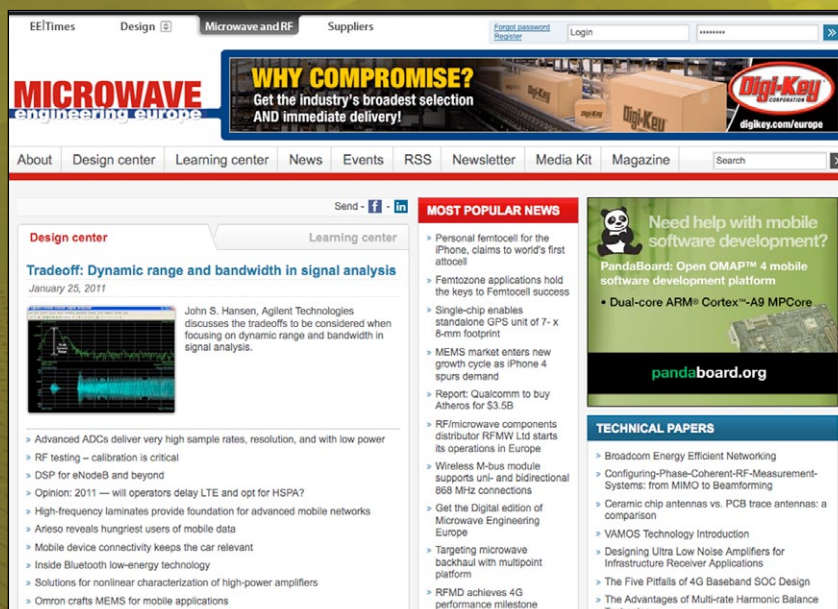 EE|Times Design Microwave and RF Suppliers
Forgot password
Register
Login
••••••••
MICROWAVE
engineering europe
WHY COMPROMISE?
Get the industry's broadest selection
AND immediate delivery!
Digi-Key
Digi-Key
Digi-Key
CORPORATION
digikey.com/europe
About Design center Learning center News Events RSS Newsletter Media Kit Magazine
Search
Send - f - in
Design center
Learning center
Tradeoff: Dynamic range and bandwidth in signal analysis
January 25, 2011
John S. Hansen, Agilent Technologies
discusses the tradeoffs to be considered when
focusing on dynamic range and bandwidth in
signal analysis.
» Advanced ADCs deliver very high sample rates, resolution, and with low power
» RF testing – calibration is critical
» DSP for eNodeB and beyond
» Opinion: 2011 — will operators delay LTE and opt for HSPA?
» High-frequency laminates provide foundation for advanced mobile networks
» Arieso reveals hungriest users of mobile data
» Mobile device connectivity keeps the car relevant
» Inside Bluetooth low-energy technology
» Solutions for nonlinear characterization of high-power amplifiers
» Omron crafts MEMS for mobile applications
MOST POPULAR NEWS
» Personal femtocell for the
iPhone, claims to world's first
attocell
» Femtozone applications hold
the keys to Femtocell success
» Single-chip enables
standalone GPS unit of 7- x
8-mm footprint
» MEMS market enters new
growth cycle as iPhone 4
spurs demand
» Report: Qualcomm to buy
Atheros for $3.5B
» RF/microwave components
distributor RFMW Ltd starts
its operations in Europe
» Wireless M-bus module
supports uni- and bidirectional
868 MHz connections
» Get the Digital edition of
Microwave Engineering
Europe
» Targeting microwave
backhaul with multipoint
platform
» RFMD achieves 4G
performance milestone
Need help with mobile
software development?
PandaBoard: Open OMAP™ 4 mobile
software development platform
• Dual-core ARM® Cortex™-A9 MPCore
pandaboard.org
TECHNICAL PAPERS
» Broadcom Energy Efficient Networking
» Configuring-Phase-Coherent-RF-Measurement-
Systems: from MIMO to Beamforming
» Ceramic chip antennas vs. PCB trace antennas: a
comparison
» VAMOS Technology Introduction
» Designing Ultra Low Noise Amplifiers for
Infrastructure Receiver Applications
» The Five Pitfalls of 4G Baseband SOC Design
» The Advantages of Multi-rate Harmonic Balance